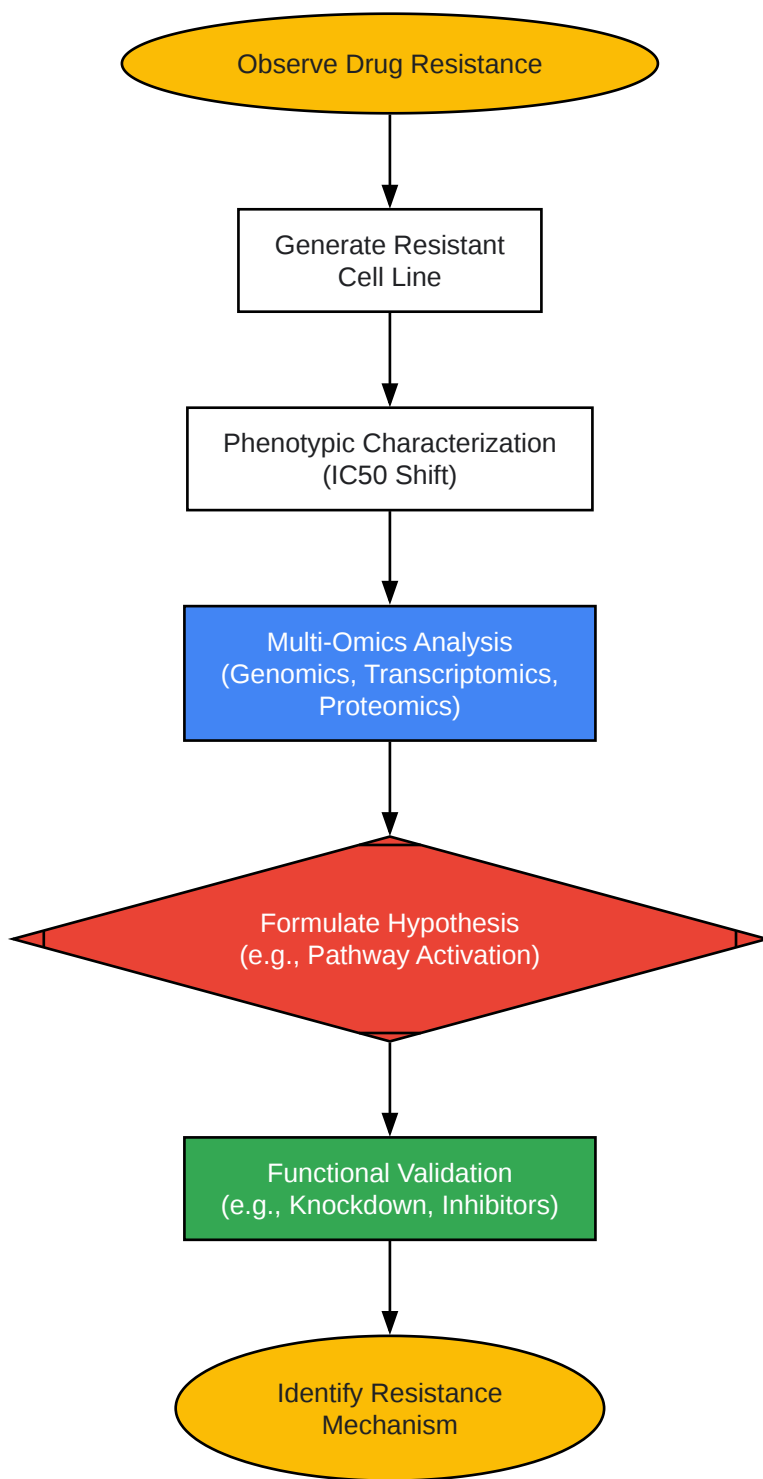 Observe Drug Resistance
Generate Resistant
Cell Line
Phenotypic Characterization
(IC50 Shift)
Multi-Omics Analysis
(Genomics, Transcriptomics,
Proteomics)
Formulate Hypothesis
(e.g., Pathway Activation)
Functional Validation
(e.g., Knockdown, Inhibitors)
Identify Resistance
Mechanism